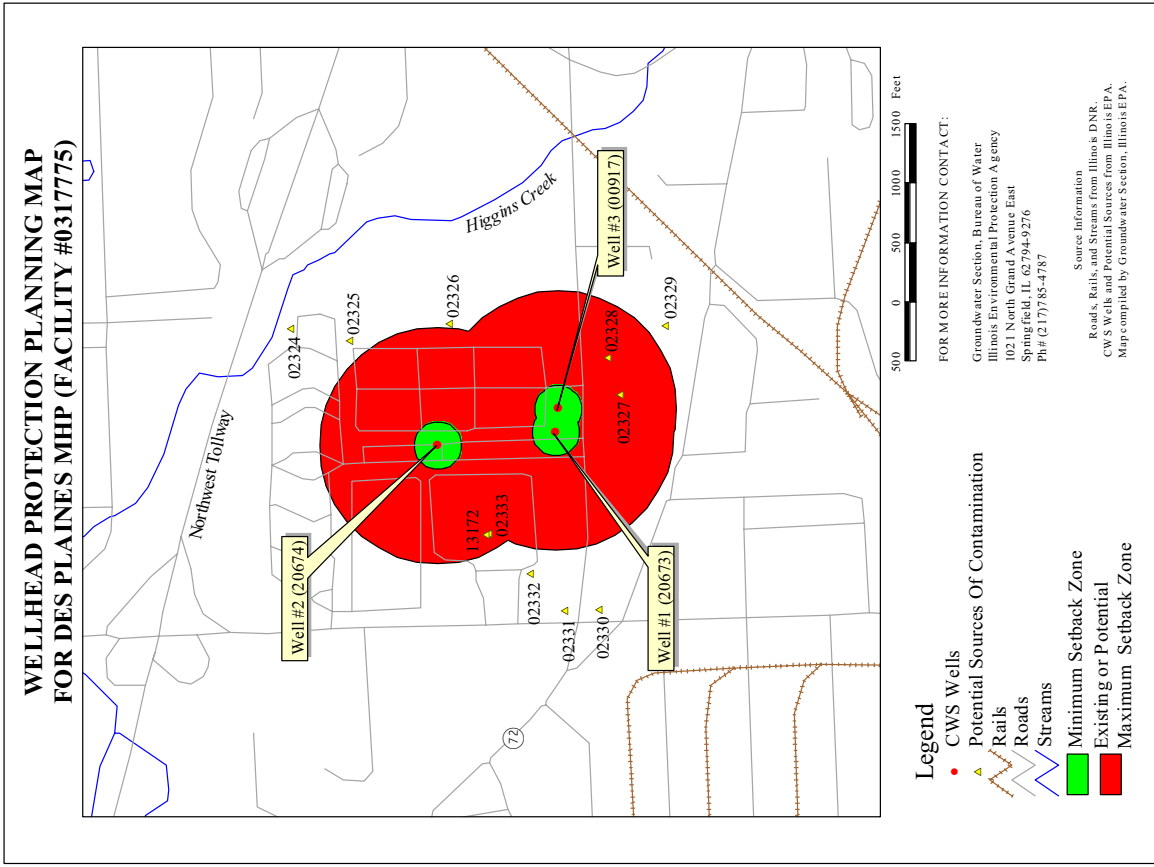 WELLHEAD PROTECTION PLANNING MAP
FOR DES PLAINES MHP (FACILITY #0317775)
Northwest Tollway
Higgins Creek
02324
02325
02326
Well #2 (20674)
Well #3 (00917)
13172
02333
02332
02331
02330
02327
02328
02329
Well #1 (20673)
72
Legend
CWS Wells
Potential Sources Of Contamination
Rails
Roads
Streams
Minimum Setback Zone
Existing or Potential
Maximum Setback Zone
500 0 500 1000 1500 Feet
FOR MORE INFORMATION CONTACT:
Groundwater Section, Bureau of Water
Illinois Environmental Protection Agency
1021 North Grand Avenue East
Springfield, IL 62794-9276
Ph# (217)785-4787
Source Information
Roads, Rails, and Streams from Illinois DNR.
CWS Wells and Potential Sources from Illinois EPA.
Map compiled by Groundwater Section, Illinois EPA.